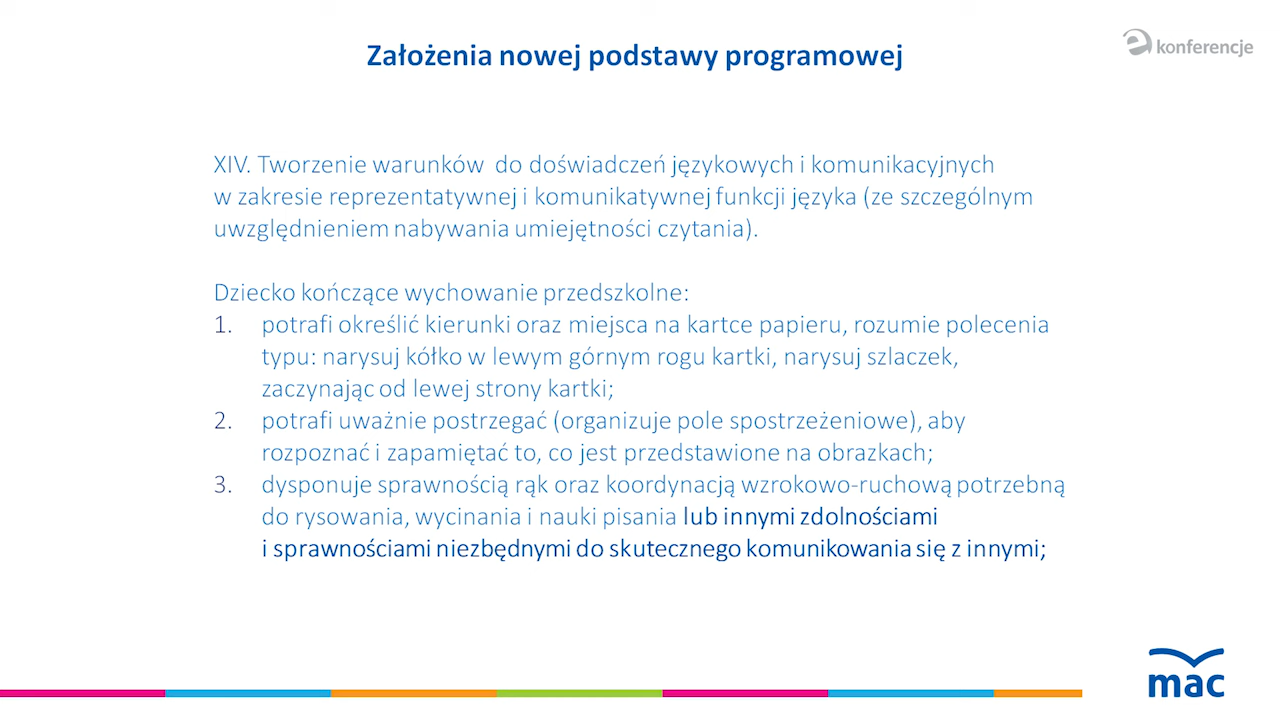 Założenia nowej podstawy programowej
e konferencje
XIV. Tworzenie warunków do doświadczeń językowych i komunikacyjnych
w zakresie reprezentatywnej i komunikatywnej funkcji języka (ze szczególnym
uwzględnieniem nabywania umiejętności czytania).
Dziecko kończące wychowanie przedszkolne:
1. potrafi określić kierunki oraz miejsca na kartce papieru, rozumie polecenia
typu: narysuj kółko w lewym górnym rogu kartki, narysuj szlaczek,
zaczynając od lewej strony kartki;
2. potrafi uważnie postrzegać (organizuje pole spostrzeżeniowe), aby
rozpoznać i zapamiętać to, co jest przedstawione na obrazkach;
3. dysponuje sprawnością rąk oraz koordynacją wzrokowo-ruchową potrzebną
do rysowania, wycinania i nauki pisania lub innymi zdolnościami
i sprawnościami niezbędnymi do skutecznego komunikowania się z innymi;
mac